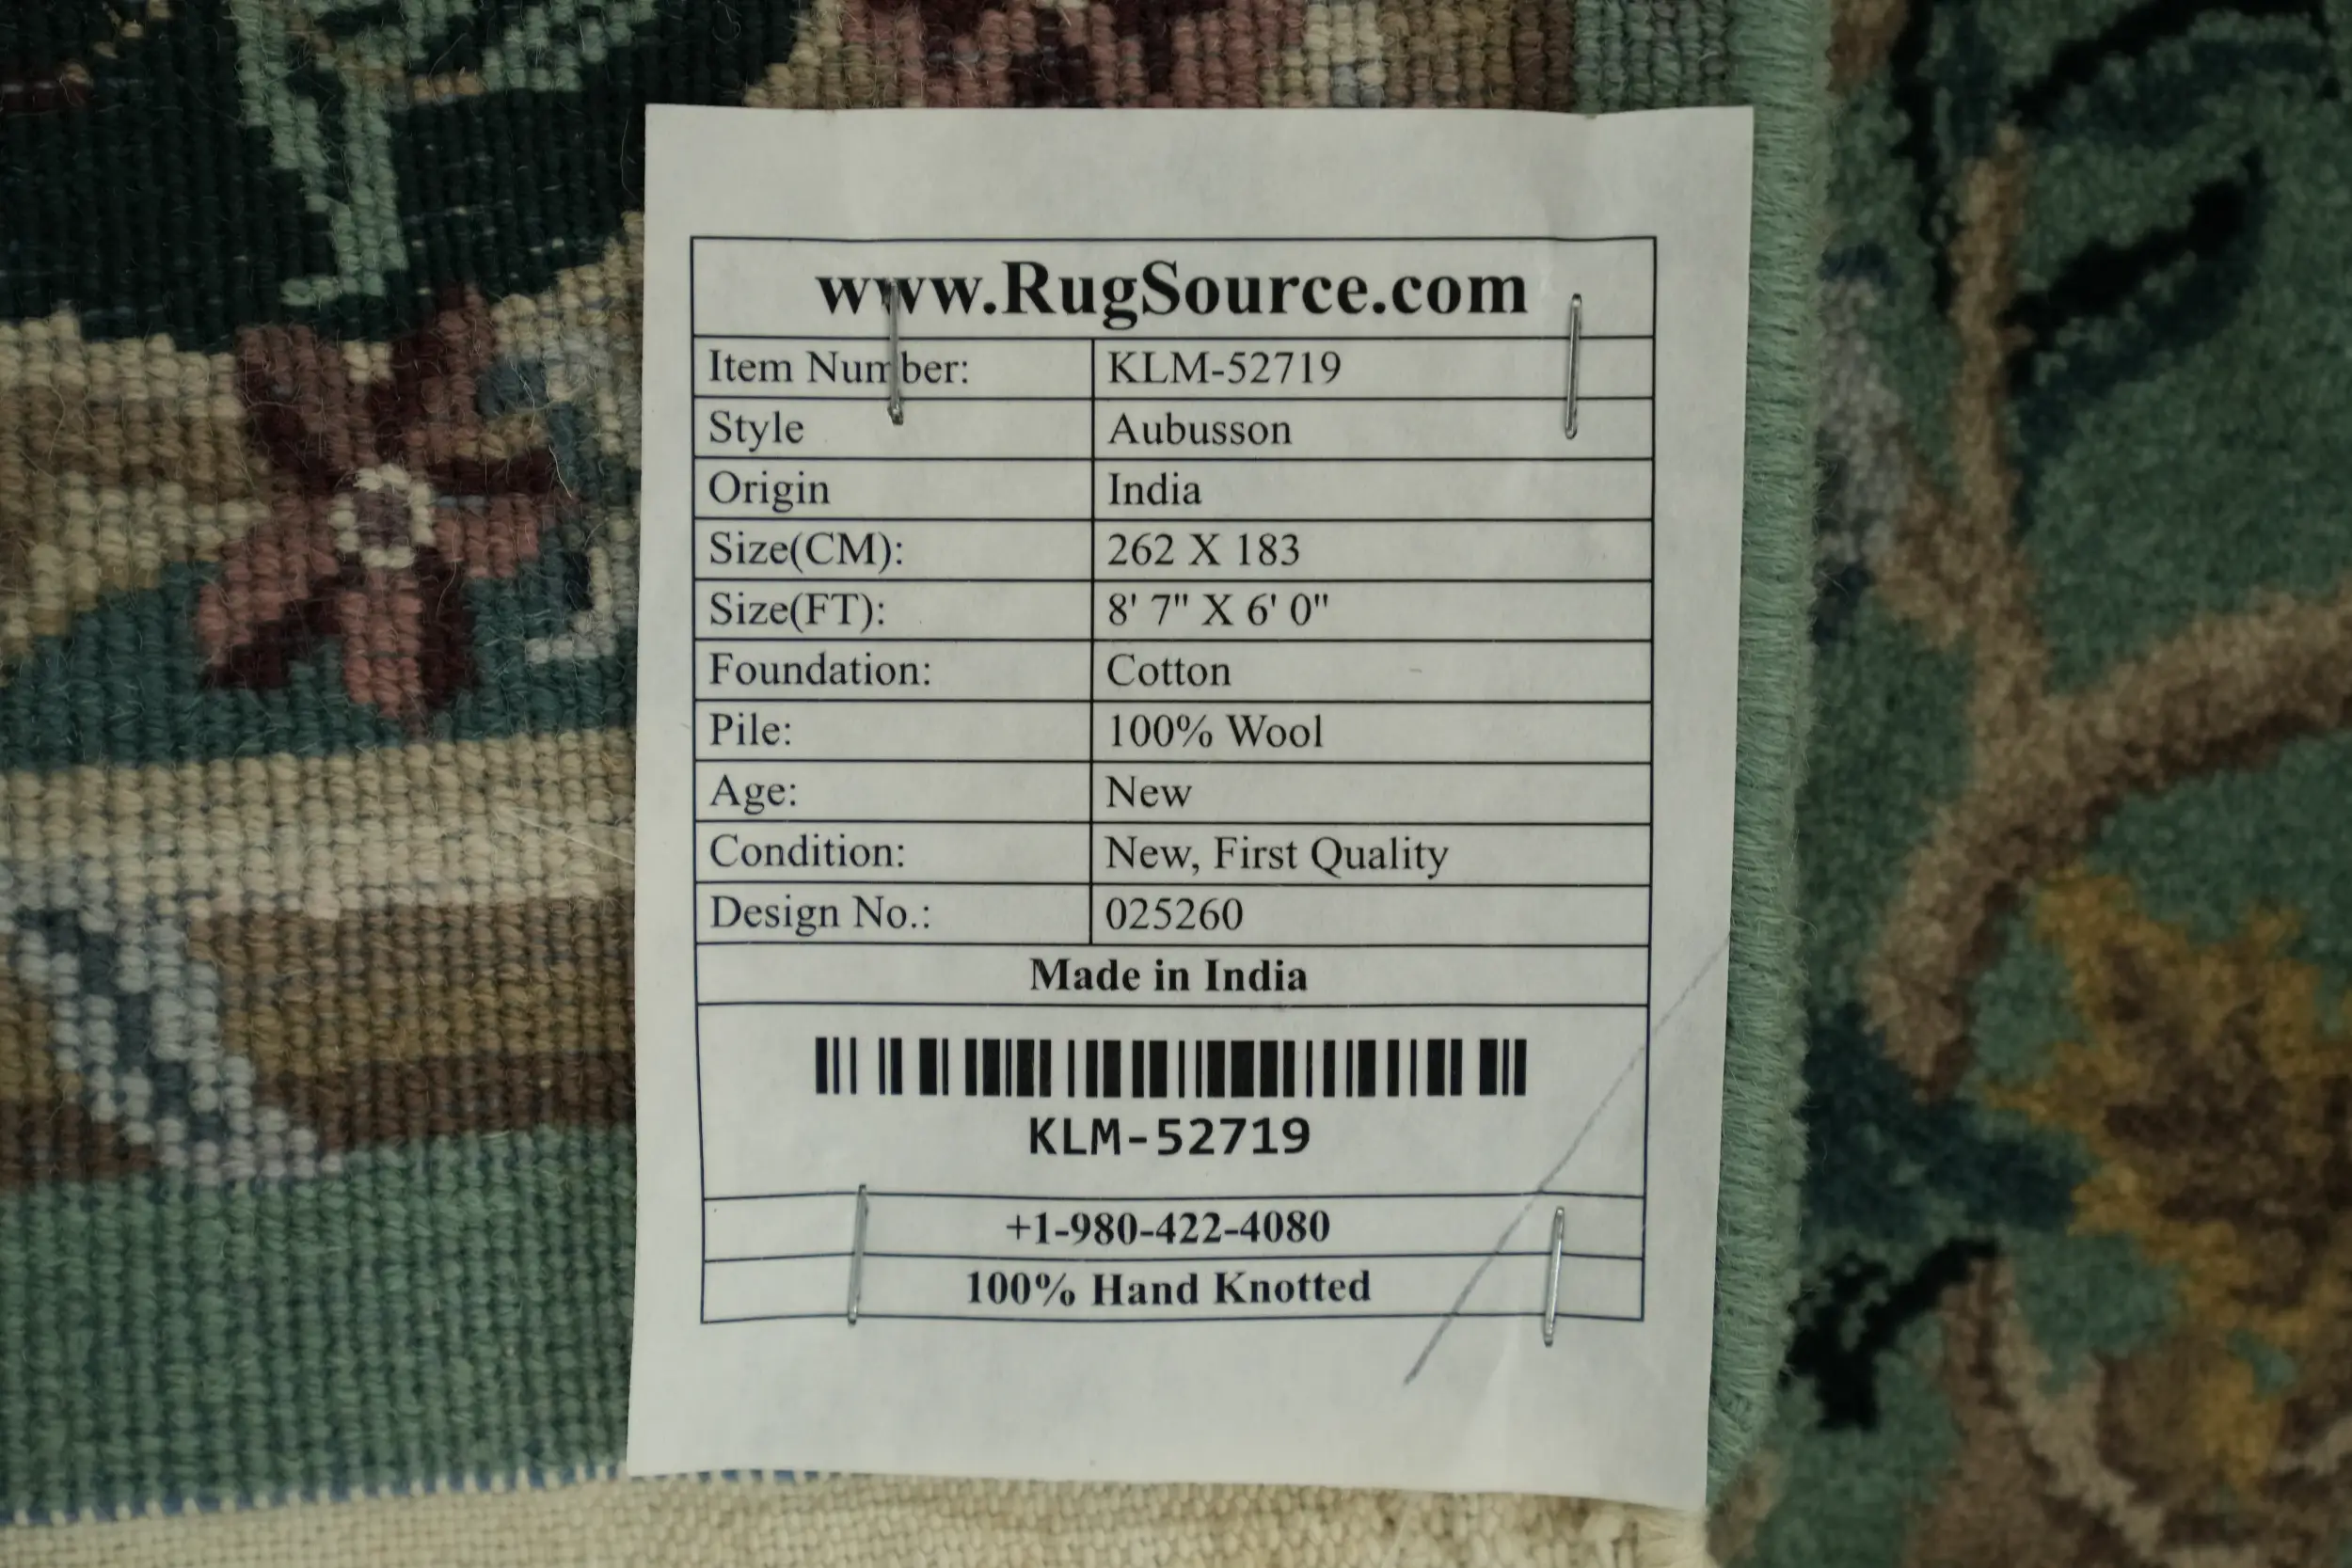 www.RugSource.com
Item Number: KLM-52719
Style Aubusson
Origin India
Size(CM): 262 X 183
Size(FT): 8' 7" X 6' 0"
Foundation: Cotton
Pile: 100% Wool
Age: New
Condition: New, First Quality
Design No.: 025260
Made in India
KLM-52719
+1-980-422-4080
100% Hand Knotted